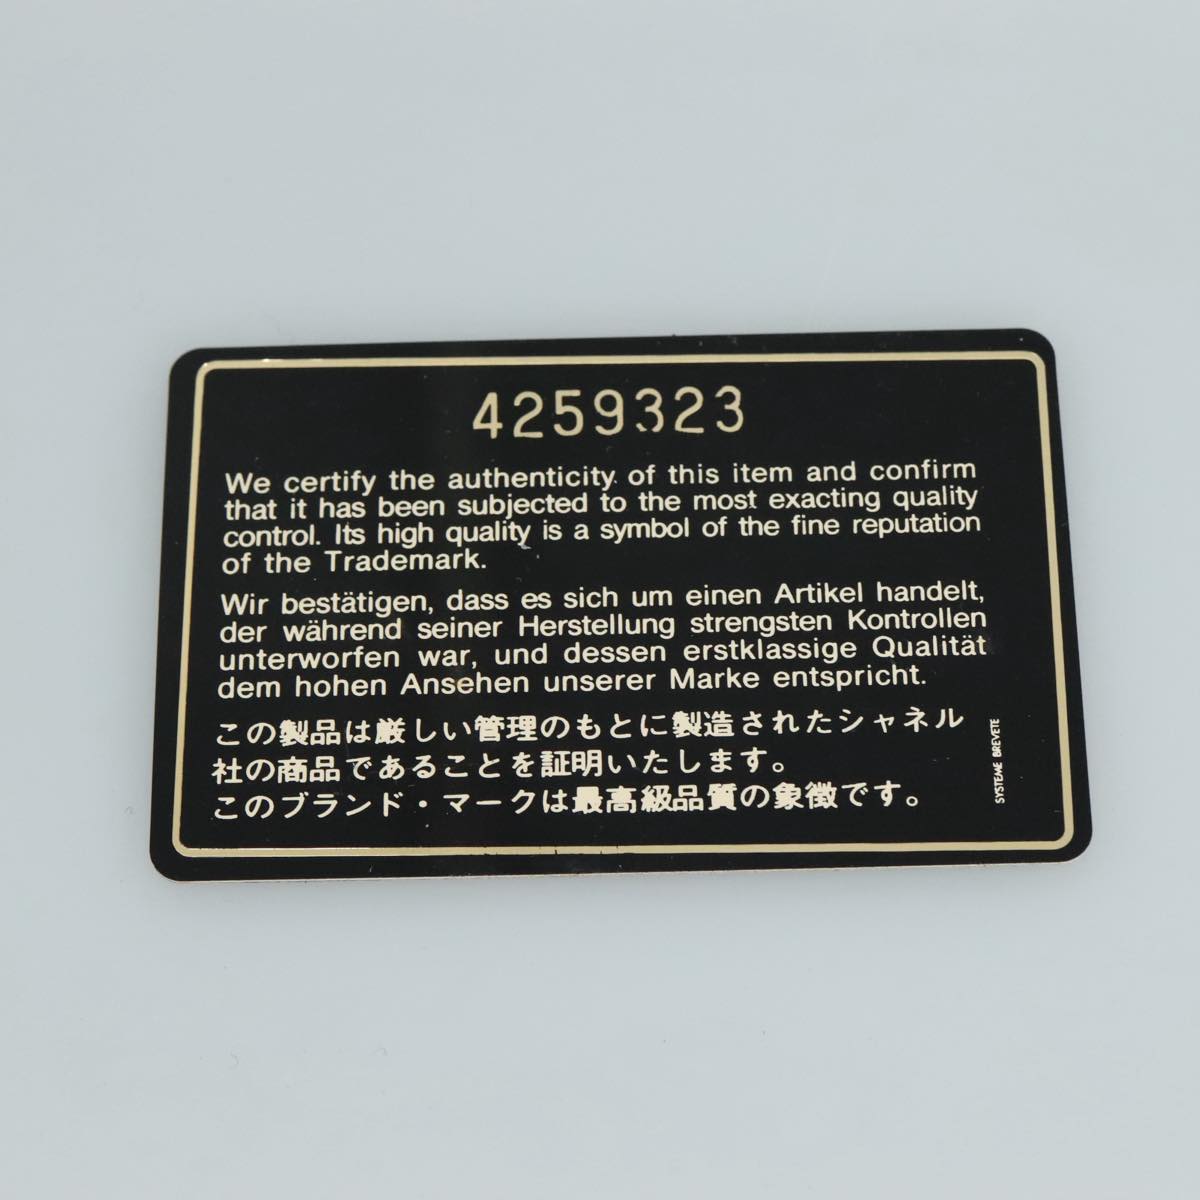 4259323
We certify the authenticity of this item and confirm
that it has been subjected to the most exacting quality
control. Its high quality is a symbol of the fine reputation
of the Trademark.
Wir bestätigen, dass es sich um einen Artikel handelt,
der während seiner Herstellung strengsten Kontrollen
unterworfen war, und dessen erstklassige Qualität
dem hohen Ansehen unserer Marke entspricht.
この製品は厳しい管理のもとに製造されたシャネル
社の商品であることを証明いたします。
このブランド・マークは最高級品質の象徴です。
SYSTEME BREVETE